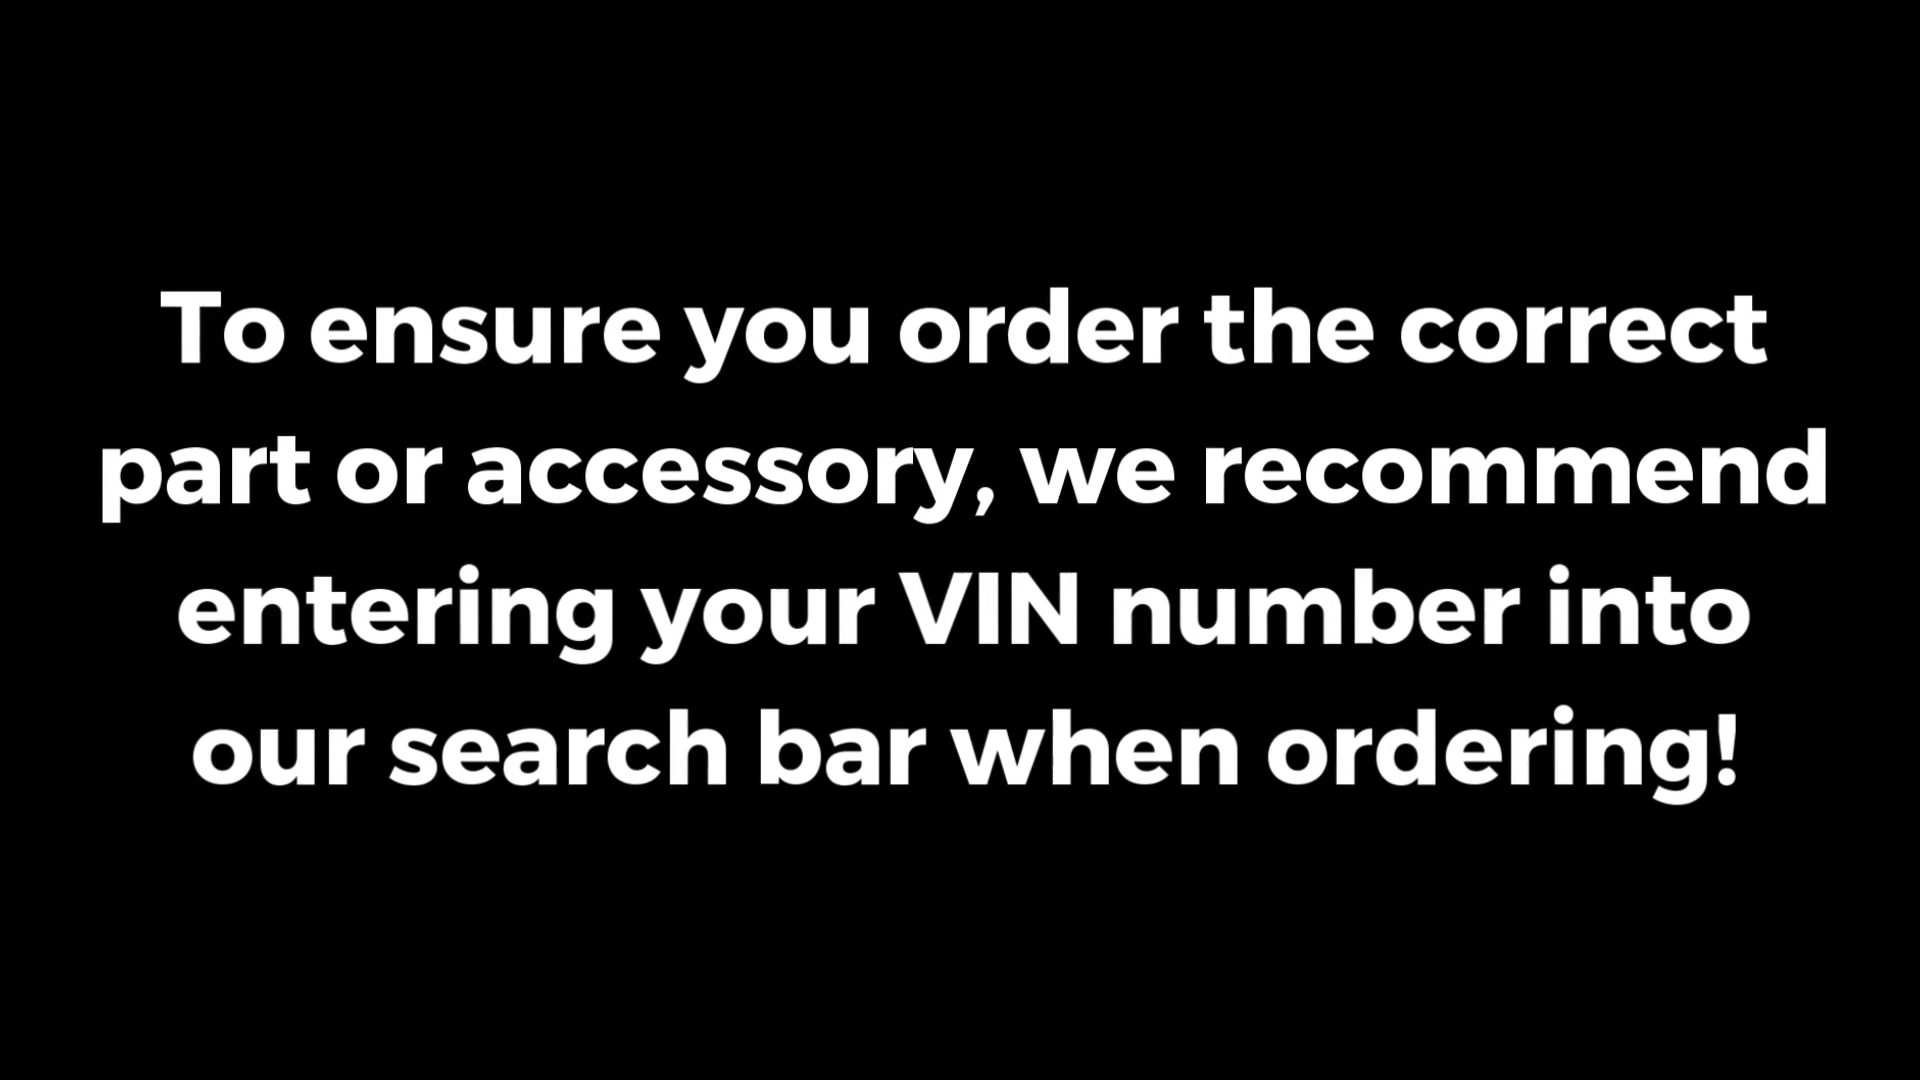 To ensure you order the correct
part or accessory, we recommend
entering your VIN number into
our search bar when ordering!